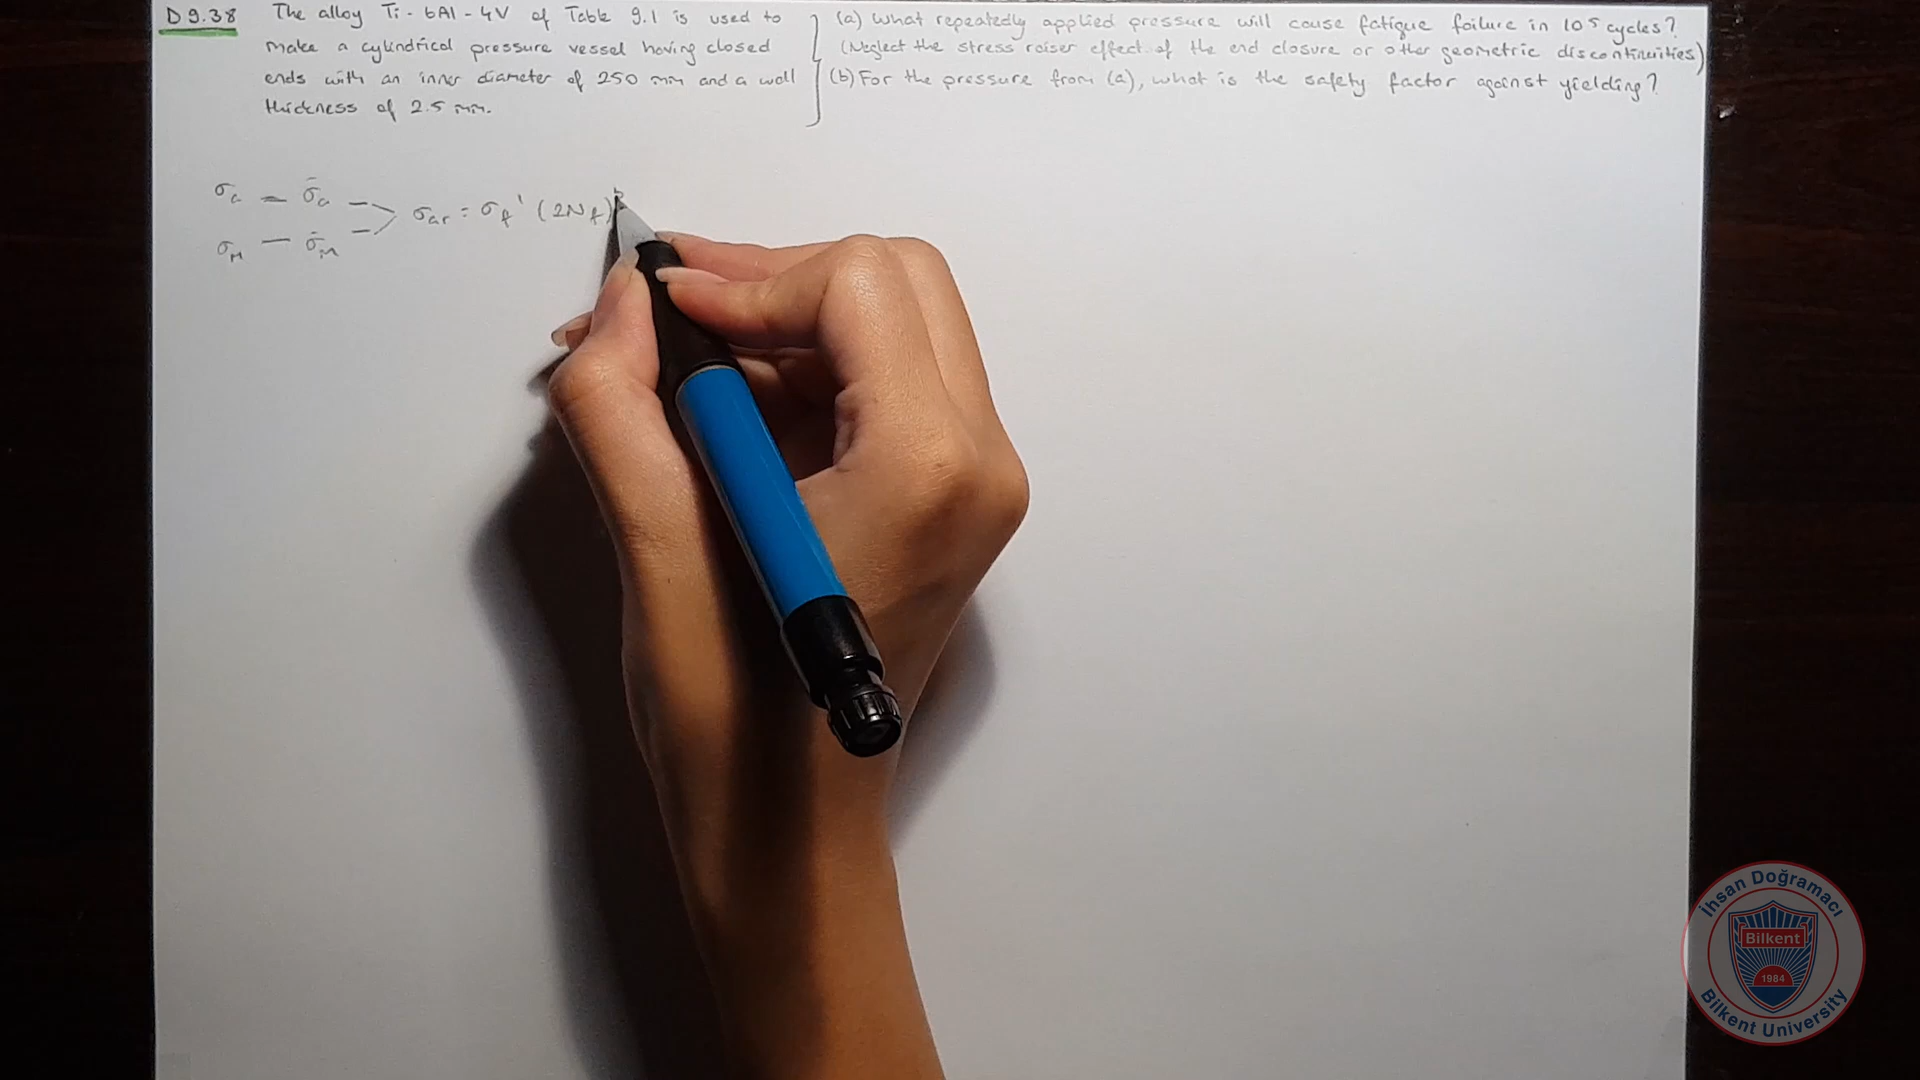 D 9.38 The alloy Ti-6Al-4V of Table 9.1 is used to
make a cylindrical pressure vessel having closed
ends with an inner diameter of 250 mm and a wall
thickness of 2.5 mm.
(a) What repeatedly applied pressure will cause fatigue failure in 10⁵ cycles?
(Neglect the stress raiser effect of the end closure or other geometric discontinuities)
(b) For the pressure from (a), what is the safety factor against yielding?
σa — σ̄a
σar = σf' (2Nf)b
σm — σ̄m
İhsan Doğramacı
Bilkent
1984
Bilkent University